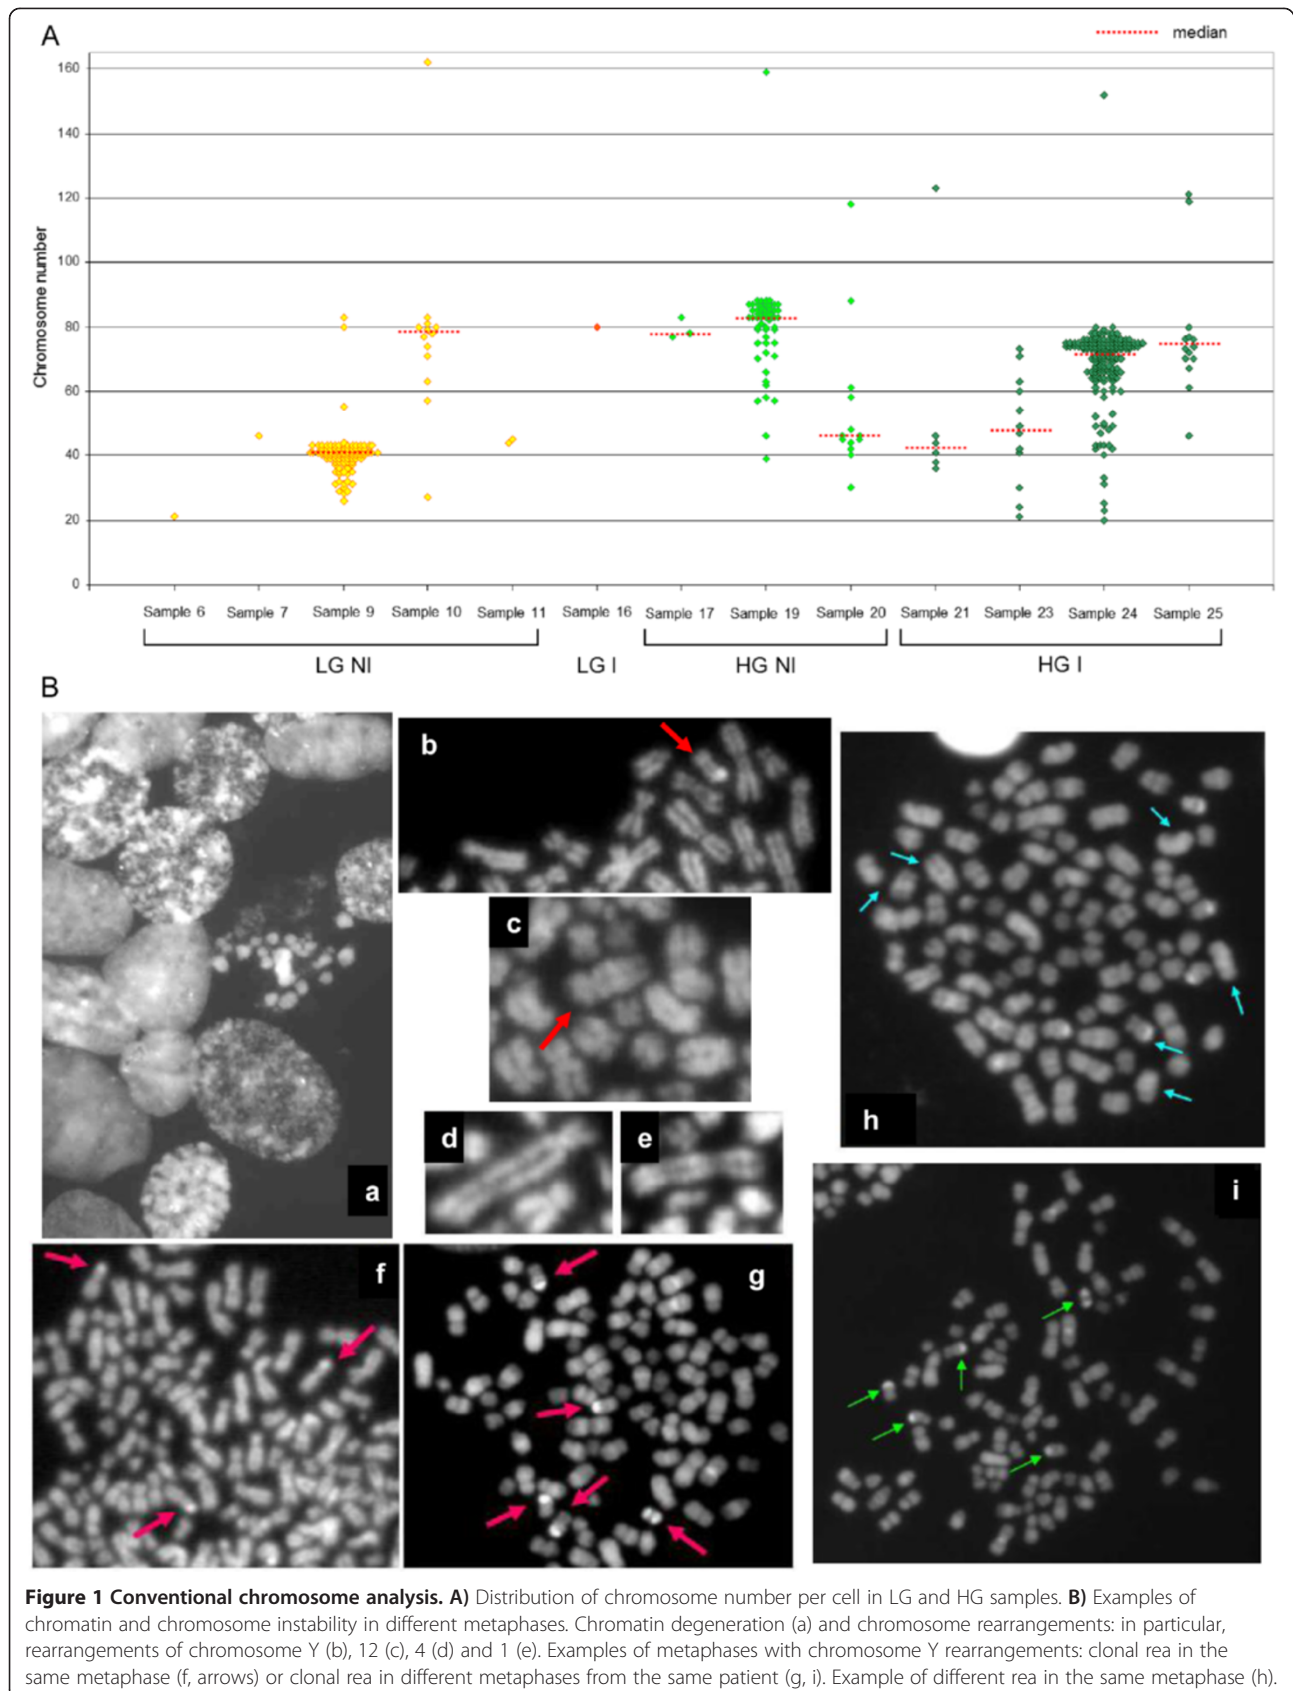 A
median
160
140
120
100
80
60
40
20
0
Chromosome number
Sample 6 Sample 7 Sample 9 Sample 10 Sample 11 Sample 16 Sample 17 Sample 19 Sample 20 Sample 21 Sample 23 Sample 24 Sample 25
LG NI LG I HG NI HG I
B
a
b
c
d
e
f
g
h
i
Figure 1 Conventional chromosome analysis. A) Distribution of chromosome number per cell in LG and HG samples. B) Examples of
chromatin and chromosome instability in different metaphases. Chromatin degeneration (a) and chromosome rearrangements: in particular,
rearrangements of chromosome Y (b), 12 (c), 4 (d) and 1 (e). Examples of metaphases with chromosome Y rearrangements: clonal rea in the
same metaphase (f, arrows) or clonal rea in different metaphases from the same patient (g, i). Example of different rea in the same metaphase (h).